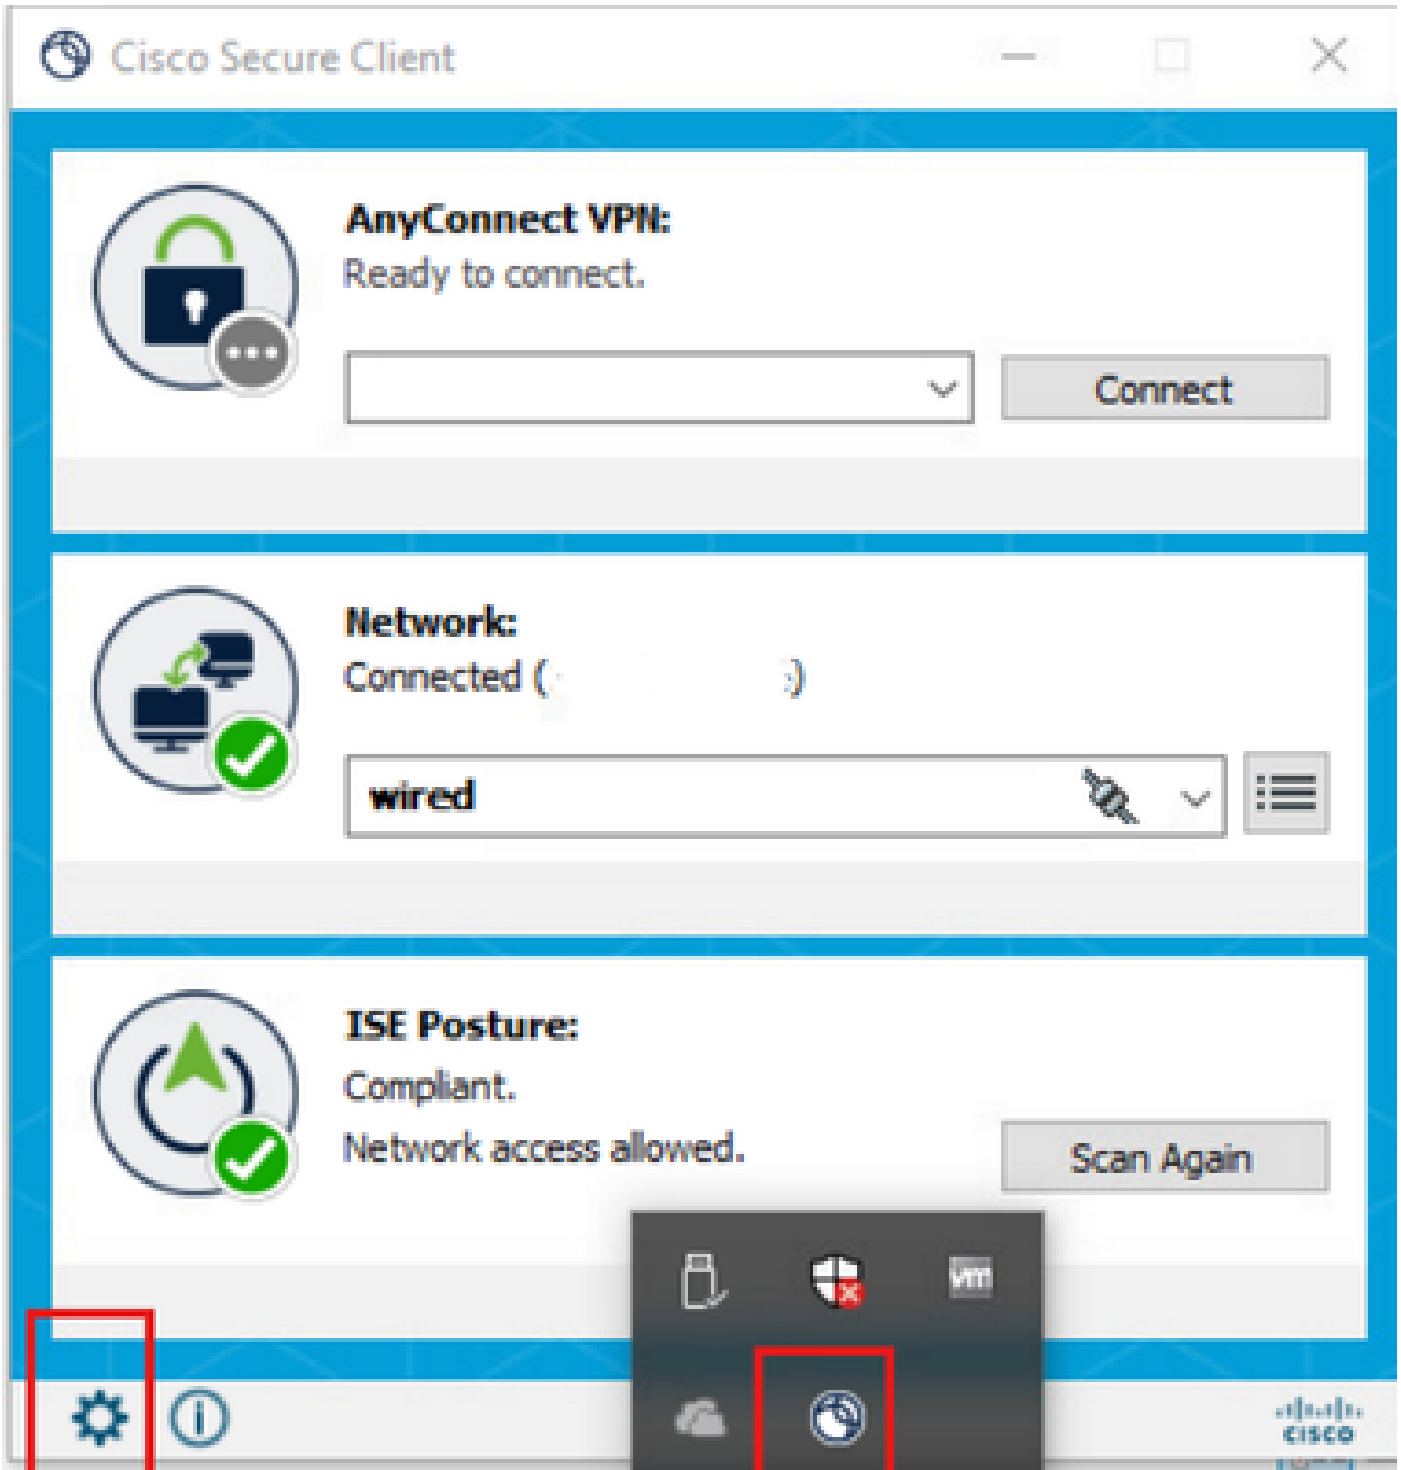 Cisco Secure Client
AnyConnect VPN:
Ready to connect.
Connect
Network:
Connected (
)
wired
ISE Posture:
Compliant.
Network access allowed.
Scan Again
vm
CISCO